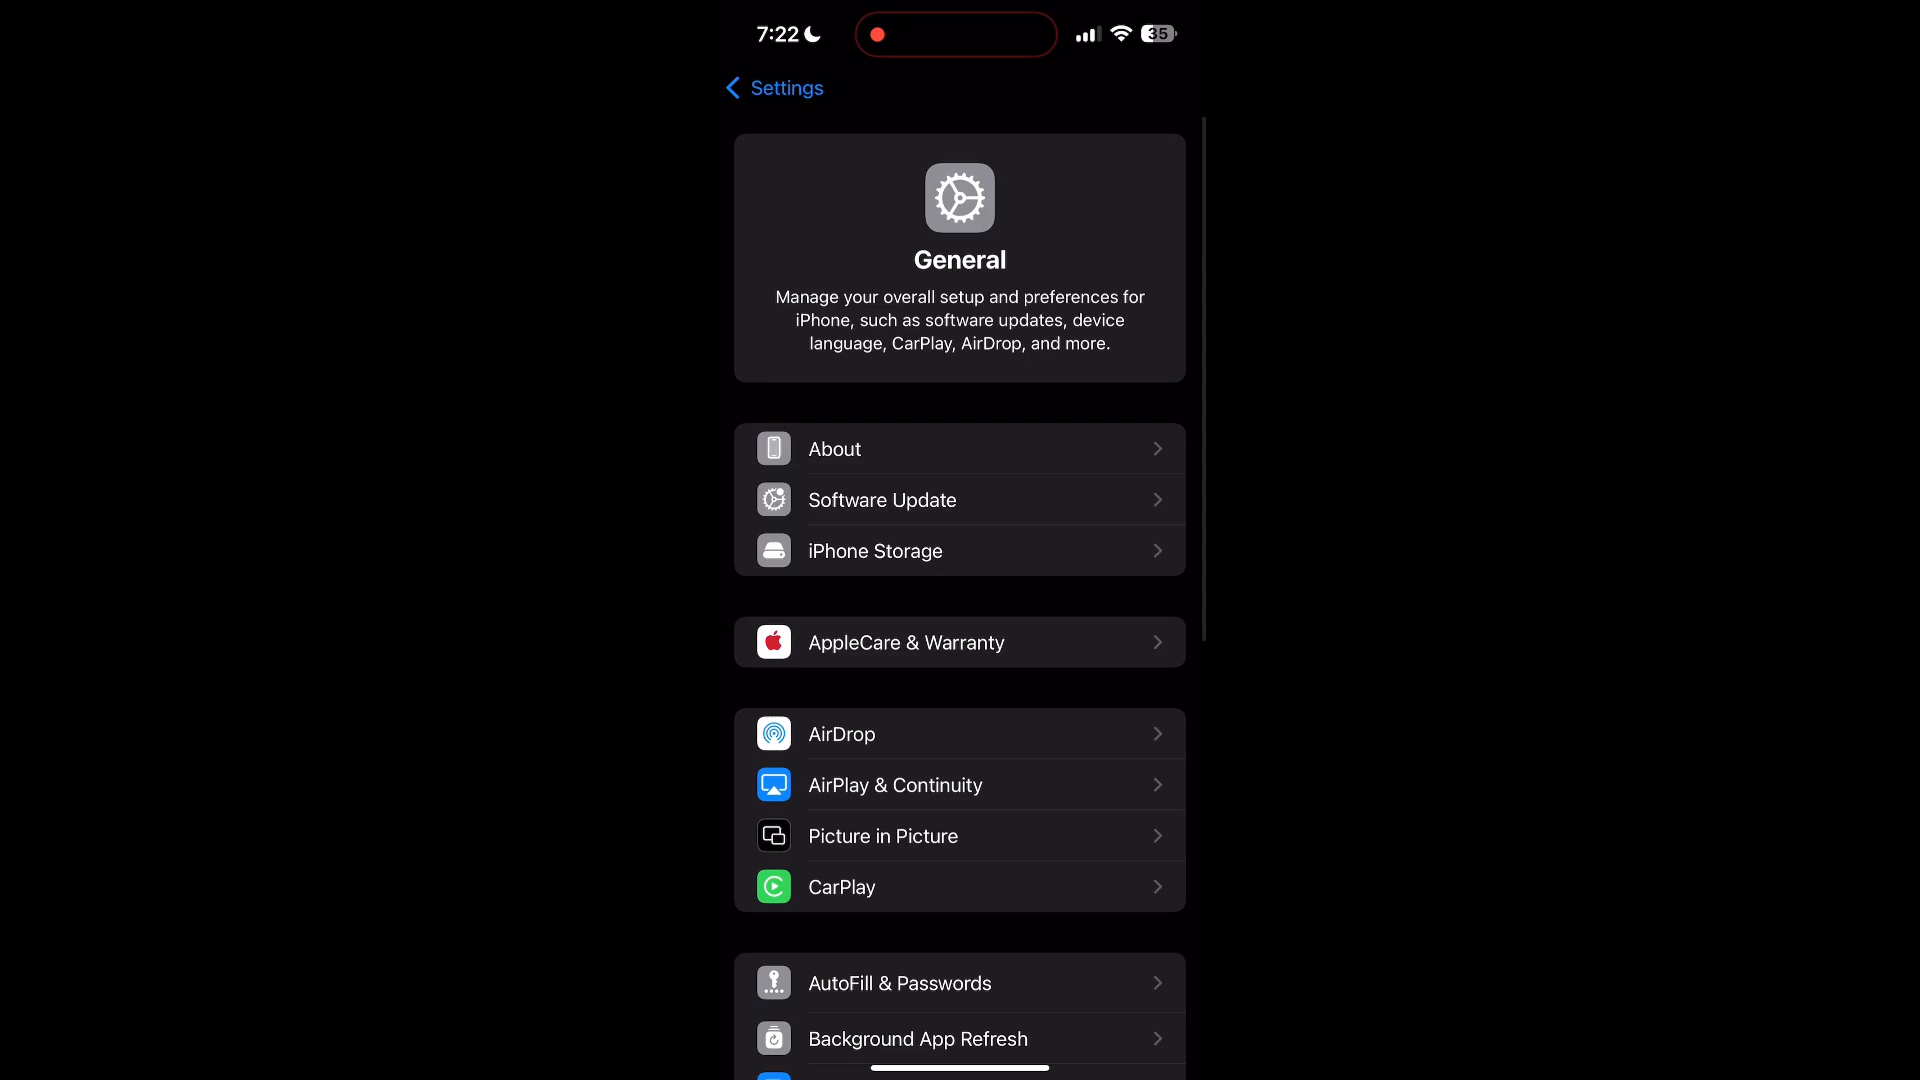 7:22
35
Settings
General
Manage your overall setup and preferences for
iPhone, such as software updates, device
language, CarPlay, AirDrop, and more.
About
Software Update
iPhone Storage
AppleCare & Warranty
AirDrop
AirPlay & Continuity
Picture in Picture
CarPlay
AutoFill & Passwords
Background App Refresh